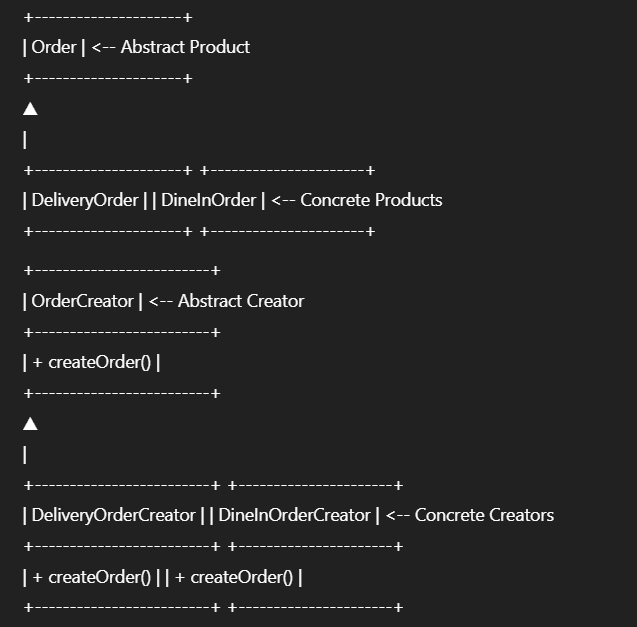 +---------------------+
| Order | <-- Abstract Product
+---------------------+
▲
|
+---------------------+ +----------------------+
| DeliveryOrder | | DineInOrder | <-- Concrete Products
+---------------------+ +----------------------+
+-------------------------+
| OrderCreator | <-- Abstract Creator
+-------------------------+
| + createOrder() |
+-------------------------+
▲
|
+-------------------------+ +----------------------+
| DeliveryOrderCreator | | DineInOrderCreator | <-- Concrete Creators
+-------------------------+ +----------------------+
| + createOrder() | | + createOrder() |
+-------------------------+ +----------------------+